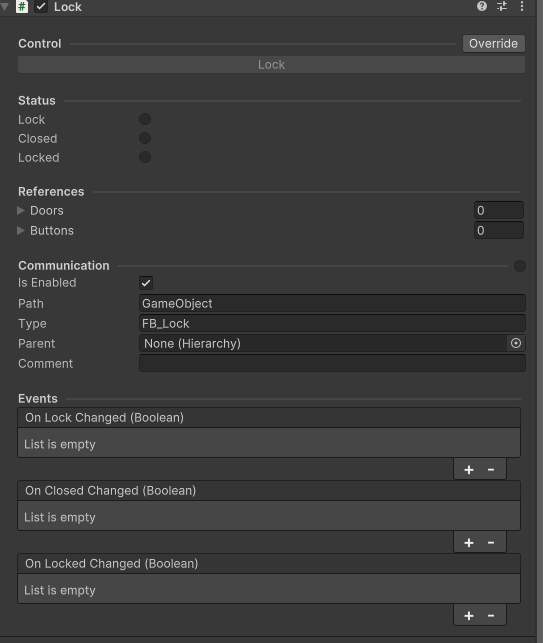 # Lock
Control Override
Lock
Status
Lock
Closed
Locked
References
Doors 0
Buttons 0
Communication
Is Enabled
Path GameObject
Type FB_Lock
Parent None (Hierarchy)
Comment
Events
On Lock Changed (Boolean)
List is empty
+ -
On Closed Changed (Boolean)
List is empty
+ -
On Locked Changed (Boolean)
List is empty
+ -